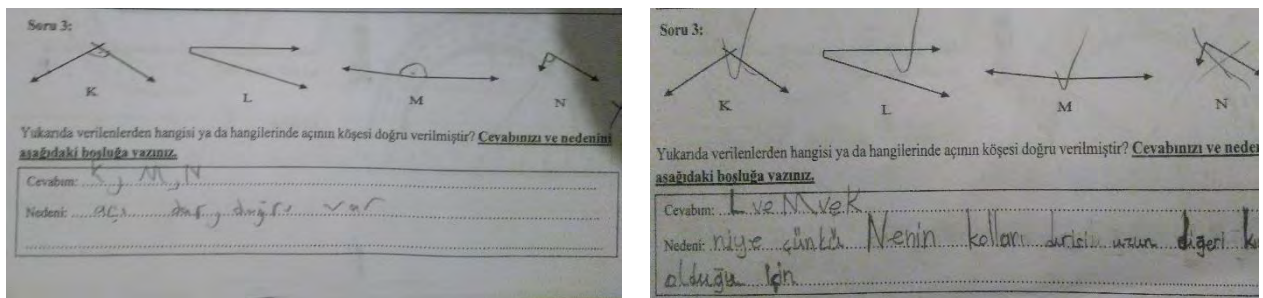 Soru 3:
K
L
M
N
Yukarıda verilenlerden hangisi ya da hangilerinde açının köşesi doğru verilmiştir? Cevabınızı ve nedenini
aşağıdaki boşluğa yazınız.
Cevabım: K, M, N
Nedeni: açı dar, doğru var
Soru 3:
K
L
M
N
Yukarıda verilenlerden hangisi ya da hangilerinde açının köşesi doğru verilmiştir? Cevabınızı ve neden
aşağıdaki boşluğa yazınız.
Cevabım: L ve M ve K
Nedeni: niye çünkü N enin kolları uzun diğeri
olduğu için